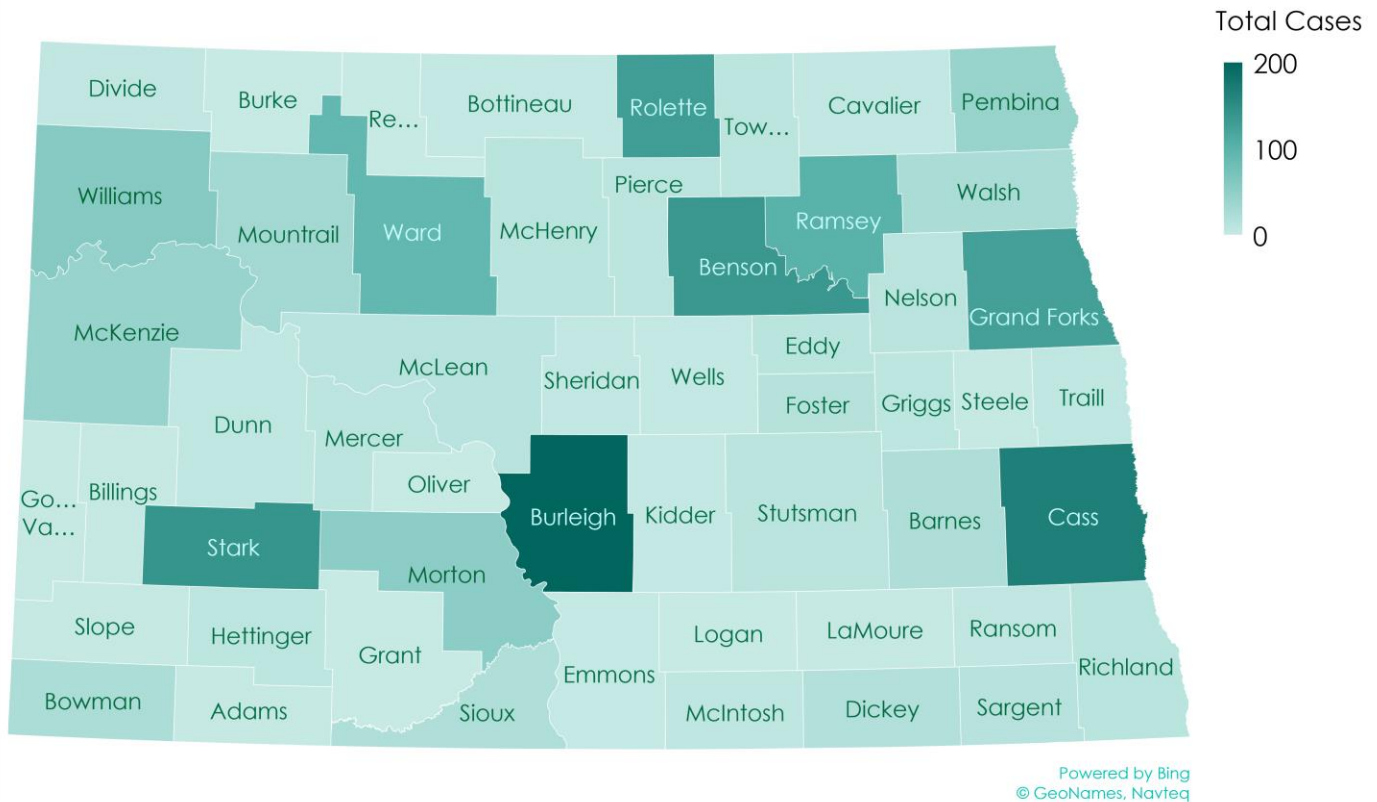 Total Cases
200
100
0
Divide
Burke
Re...
Bottineau
Rolette
Tow...
Cavalier
Pembina
Williams
Mountrail
Ward
McHenry
Pierce
Benson
Ramsey
Walsh
Nelson
Grand Forks
McKenzie
McLean
Sheridan
Wells
Eddy
Foster
Griggs
Steele
Traill
Dunn
Mercer
Oliver
Go...
Va...
Billings
Stark
Morton
Burleigh
Kidder
Stutsman
Barnes
Cass
Slope
Hettinger
Grant
Emmons
Logan
LaMoure
Ransom
Richland
Bowman
Adams
Sioux
McIntosh
Dickey
Sargent
Powered by Bing
© GeoNames, Navteq